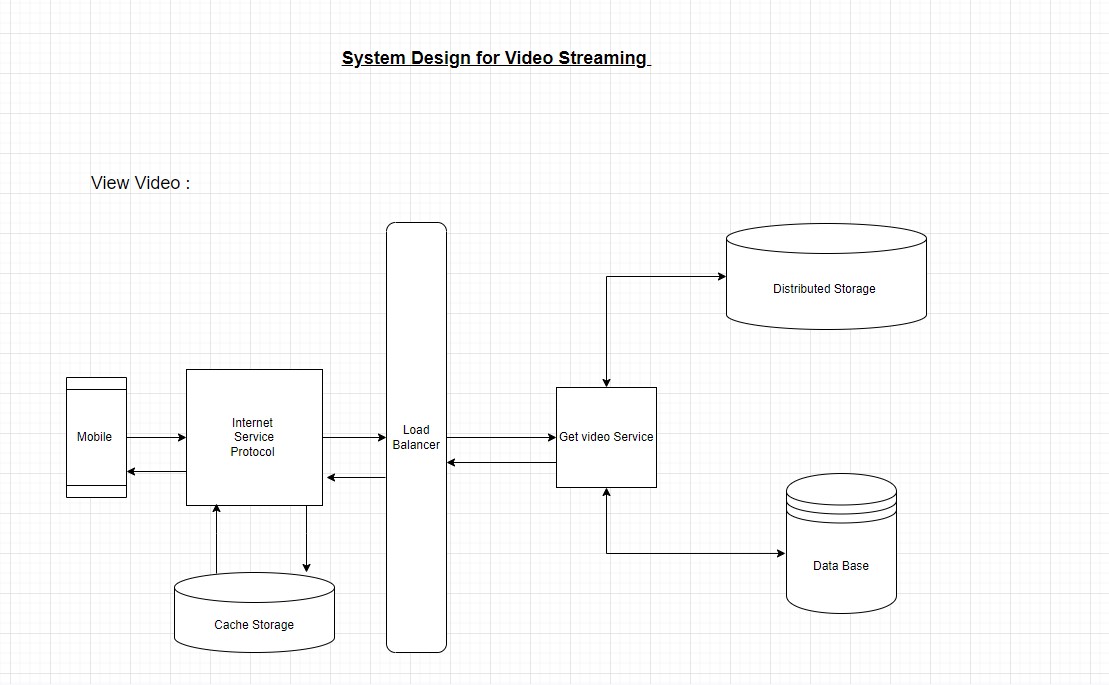 System Design for Video Streaming
View Video :
Distributed Storage
Mobile
Internet
Service
Protocol
Load
Balancer
Get video Service
Data Base
Cache Storage